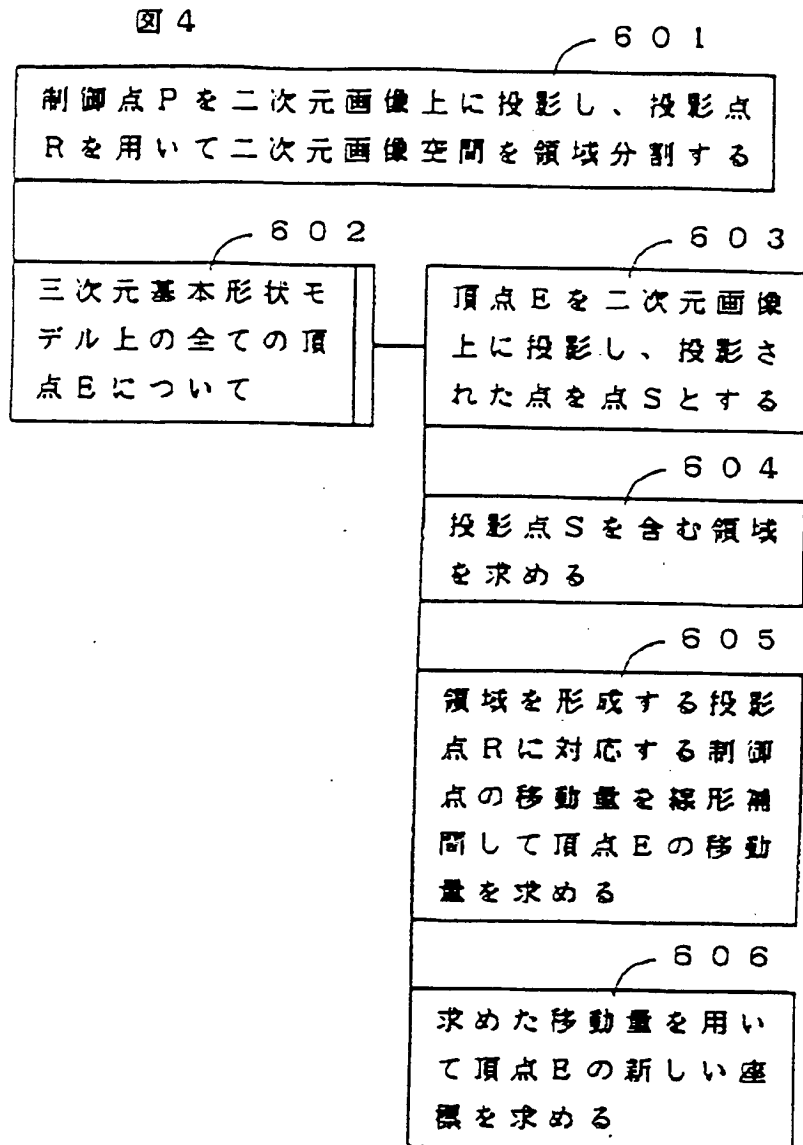 図4
601
制御点Pを二次元画像上に投影し、投影点
Rを用いて二次元画像空間を領域分割する
602
三次元基本形状モ
デル上の全ての頂
点Eについて
603
頂点Eを二次元画像
上に投影し、投影さ
れた点を点Sとする
604
投影点Sを含む領域
を求める
605
領域を形成する投影
点Rに対応する制御
点の移動量を線形補
間して頂点Eの移動
量を求める
606
求めた移動量を用い
て頂点Eの新しい座
標を求める